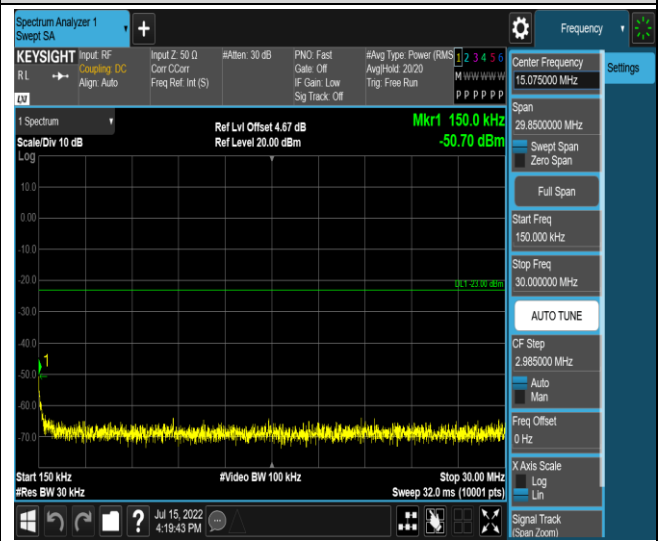 Spectrum Analyzer 1
Swept SA
+
Frequency
KEYSIGHT
RL
LNI
Input: RF
Coupling: DC
Align: Auto
Input Z: 50 Ω
Corr CCorr
Freq Ref: Int (S)
#Atten: 30 dB
PNO: Fast
Gate: Off
IF Gain: Low
Sig Track: Off
#Avg Type: Power (RMS
Avg|Hold: 20/20
Trig: Free Run
1 2 3 4 5 6
M W W W W W
P P P P P P
1 Spectrum
Scale/Div 10 dB
Ref Lvl Offset 4.67 dB
Ref Level 20.00 dBm
Mkr1 150.0 kHz
-50.70 dBm
Log
10.0
0.00
-10.0
-20.0
DL1 -23.00 dBm
-30.0
-40.0
1
-50.0
-60.0
-70.0
Start 150 kHz
#Video BW 100 kHz
Stop 30.00 MHz
#Res BW 30 kHz
Sweep 32.0 ms (10001 pts)
?
Jul 15, 2022
4:19:43 PM
Center Frequency
15.075000 MHz
Span
29.8500000 MHz
Swept Span
Zero Span
Full Span
Start Freq
150.000 kHz
Stop Freq
30.000000 MHz
AUTO TUNE
CF Step
2.985000 MHz
Auto
Man
Freq Offset
0 Hz
X Axis Scale
Log
Lin
Signal Track
(Span Zoom)
Settings